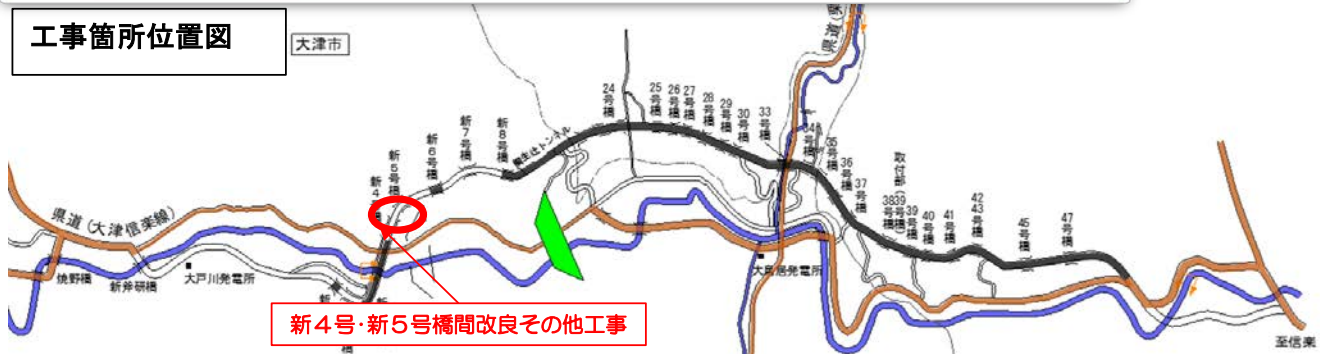 工事箇所位置図
大津市
県道(大津信楽線)
焼野橋
新斧研橋
大戸川発電所
新4号橋
新5号橋
新6号橋
新7号橋
新8号橋
24号橋
25号橋
26号橋
27号橋
28号橋
29号橋
30号橋
33号橋
34号橋
35号橋
36号橋
37号橋
取付部(39号橋)
38号橋
39号橋
40号橋
41号橋
42
43号橋
45号橋
47号橋
大鳥居発電所
新4号・新5号橋間改良その他工事
至信楽